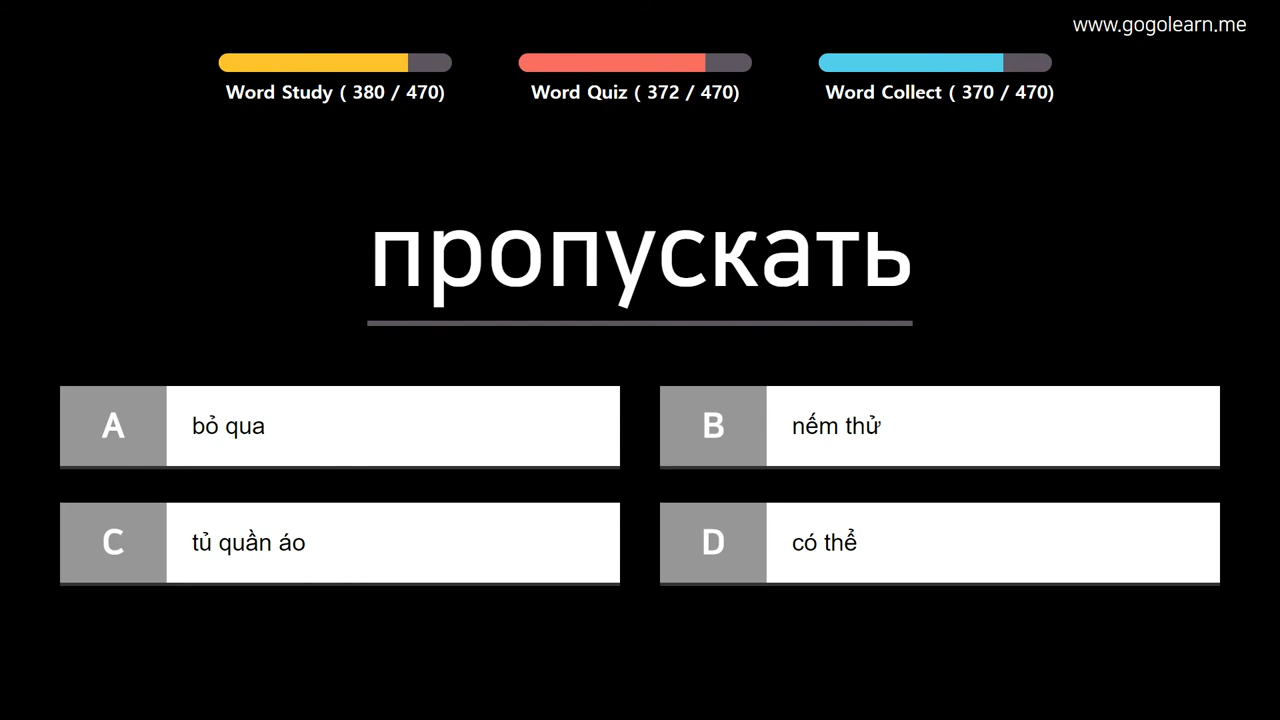 www.gogolearn.me
Word Study ( 380 / 470)
Word Quiz ( 372 / 470)
Word Collect ( 370 / 470)
пропускать
A bỏ qua
B nếm thử
C tủ quần áo
D có thể